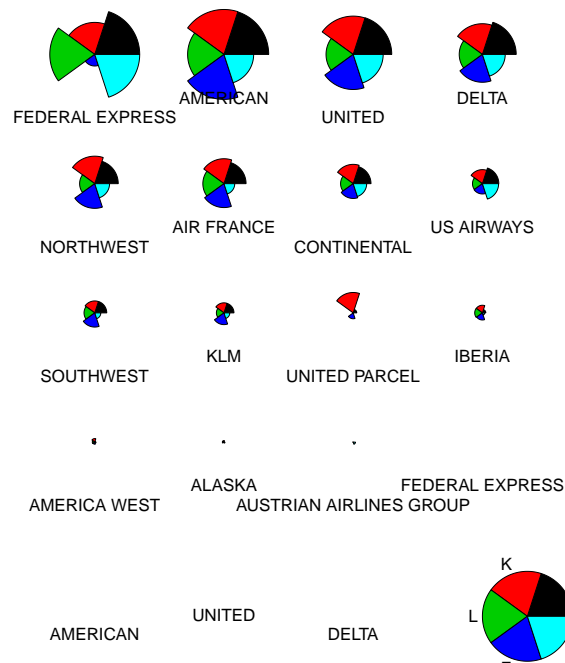 FEDERAL EXPRESS
AMERICAN
UNITED
DELTA
NORTHWEST
AIR FRANCE
CONTINENTAL
US AIRWAYS
SOUTHWEST
KLM
UNITED PARCEL
IBERIA
AMERICA WEST
ALASKA
AUSTRIAN AIRLINES GROUP
FEDERAL EXPRESS
AMERICAN
UNITED
DELTA
K
L